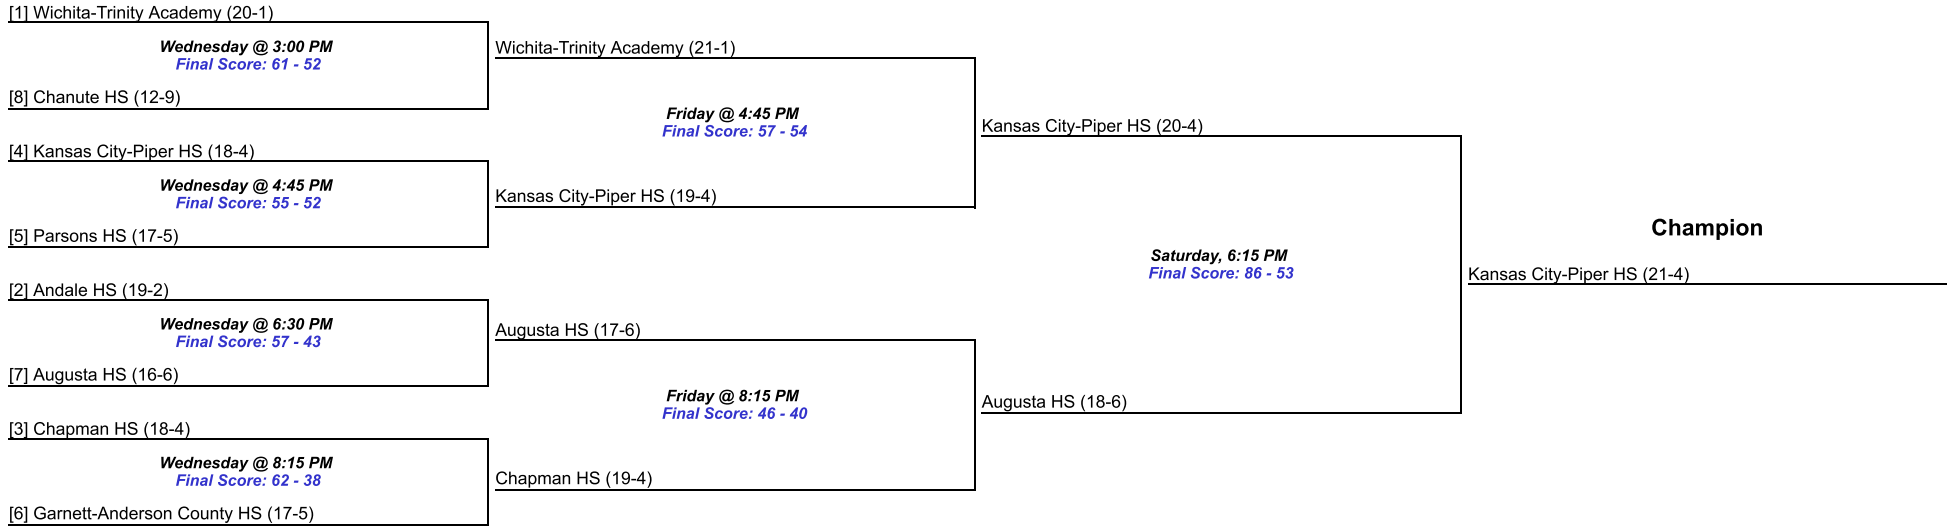 [1] Wichita-Trinity Academy (20-1)
Wednesday @ 3:00 PM
Final Score: 61 - 52
[8] Chanute HS (12-9)
[4] Kansas City-Piper HS (18-4)
Wednesday @ 4:45 PM
Final Score: 55 - 52
[5] Parsons HS (17-5)
[2] Andale HS (19-2)
Wednesday @ 6:30 PM
Final Score: 57 - 43
[7] Augusta HS (16-6)
[3] Chapman HS (18-4)
Wednesday @ 8:15 PM
Final Score: 62 - 38
[6] Garnett-Anderson County HS (17-5)
Wichita-Trinity Academy (21-1)
Friday @ 4:45 PM
Final Score: 57 - 54
Kansas City-Piper HS (19-4)
Augusta HS (17-6)
Friday @ 8:15 PM
Final Score: 46 - 40
Chapman HS (19-4)
Kansas City-Piper HS (20-4)
Saturday, 6:15 PM
Final Score: 86 - 53
Augusta HS (18-6)
Champion
Kansas City-Piper HS (21-4)